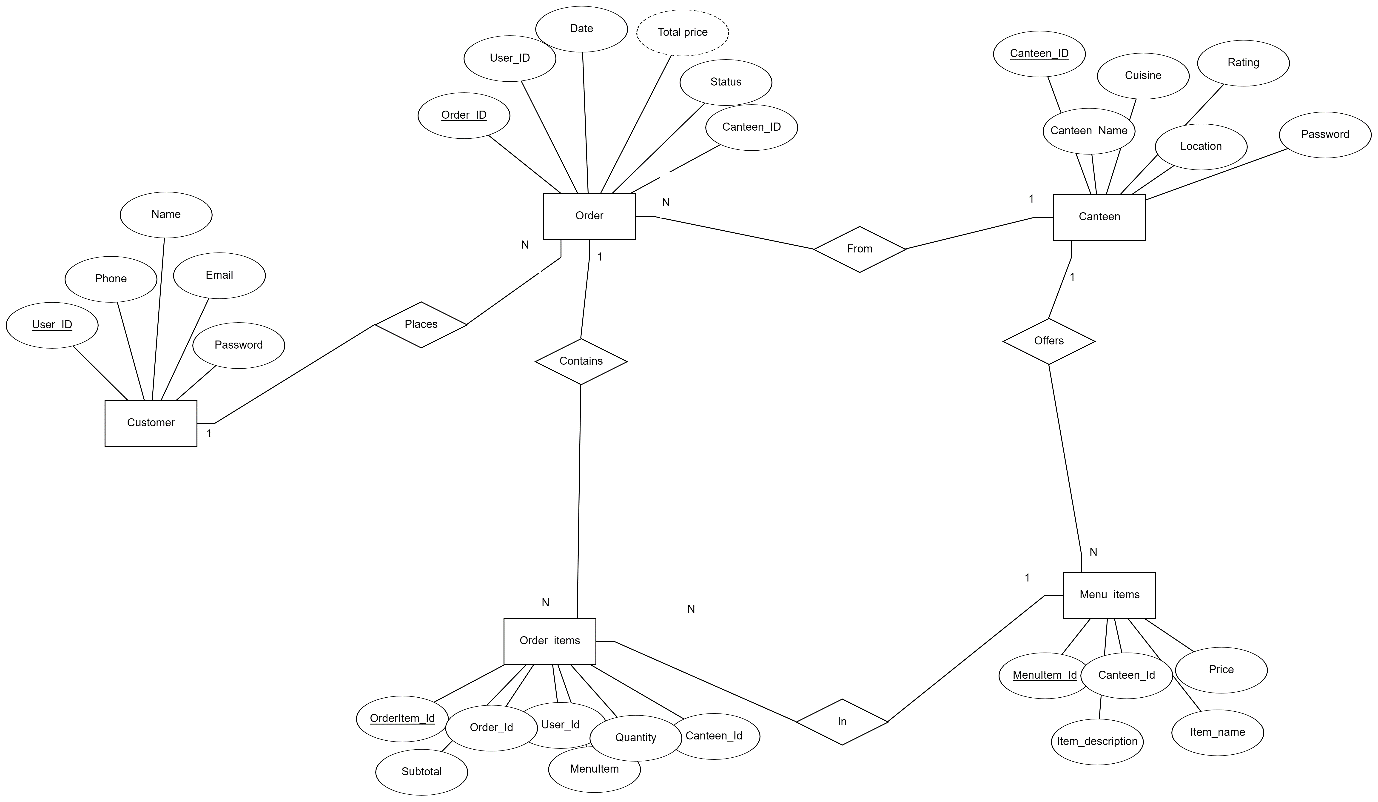 Date
Total price
User_ID
Status
Order_ID
Canteen_ID
Order
Canteen_ID
Cuisine
Rating
Canteen_Name
Location
Password
Canteen
Name
Phone
Email
User_ID
Password
Customer
1
Places
N
N
From
1
1
Contains
N
1
Offers
N
Order_items
N
In
1
Menu_items
OrderItem_Id
Order_Id
User_Id
Quantity
Canteen_Id
Subtotal
MenuItem
MenuItem_Id
Canteen_Id
Price
Item_description
Item_name